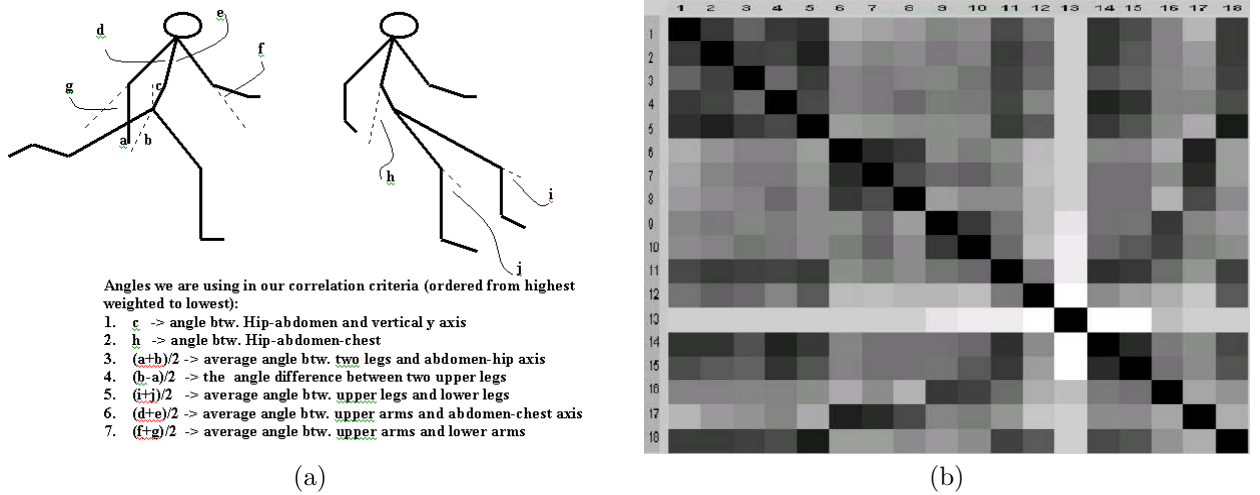 d
e
f
g
c
a
b
h
i
j
Angles we are using in our correlation criteria (ordered from highest
weighted to lowest):
1. c -> angle btw. Hip-abdomen and vertical y axis
2. h -> angle btw. Hip-abdomen-chest
3. (a+b)/2 -> average angle btw. two legs and abdomen-hip axis
4. (b-a)/2 -> the angle difference between two upper legs
5. (i+j)/2 -> average angle btw. upper legs and lower legs
6. (d+e)/2 -> average angle btw. upper arms and abdomen-chest axis
7. (f+g)/2 -> average angle btw. upper arms and lower arms
(a)
1 2 3 4 5 6 7 8 9 10 11 12 13 14 15 16 17 18
1
2
3
4
5
6
7
8
9
10
11
12
13
14
15
16
17
18
(b)